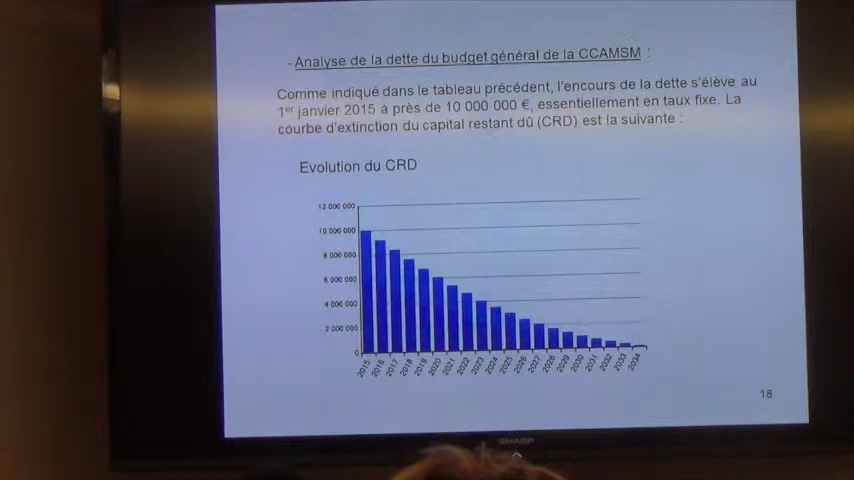 - Analyse de la dette du budget général de la CCAMSM :
Comme indiqué dans le tableau précédent, l'encours de la dette s'élève au
1er janvier 2015 à près de 10 000 000 €, essentiellement en taux fixe. La
courbe d'extinction du capital restant dû (CRD) est la suivante :
Evolution du CRD
12 000 000
10 000 000
8 000 000
6 000 000
4 000 000
2 000 000
0
2015 2016 2017 2018 2019 2020 2021 2022 2023 2024 2025 2026 2027 2028 2029 2030 2031 2032 2033 2034
18
SHARP